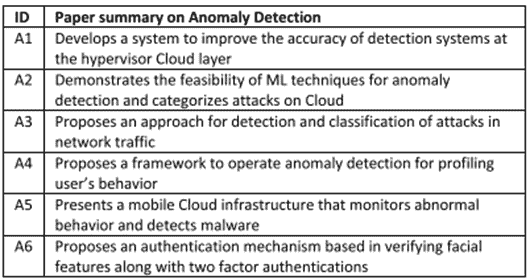 ID Paper summary on Anomaly Detection
A1 Develops a system to improve the accuracy of detection systems at
the hypervisor Cloud layer
A2 Demonstrates the feasibility of ML techniques for anomaly
detection and categorizes attacks on Cloud
A3 Proposes an approach for detection and classification of attacks in
network traffic
A4 Proposes a framework to operate anomaly detection for profiling
user's behavior
A5 Presents a mobile Cloud infrastructure that monitors abnormal
behavior and detects malware
A6 Proposes an authentication mechanism based in verifying facial
features along with two factor authentications